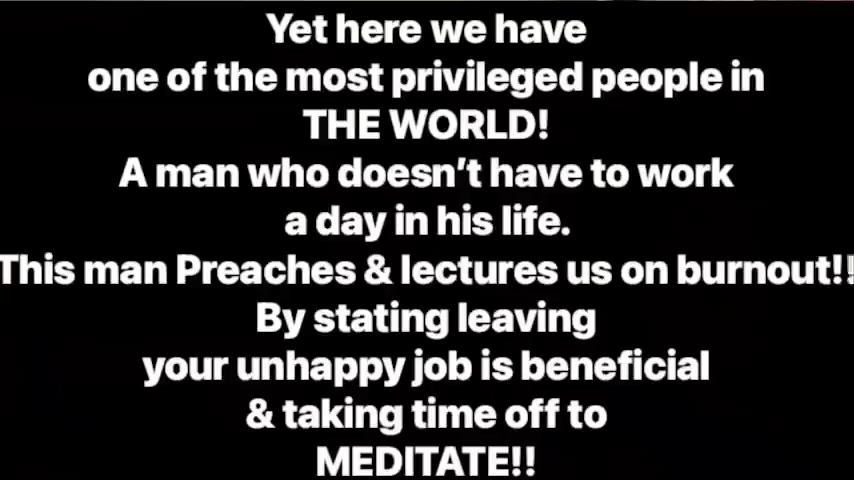 Yet here we have
one of the most privileged people in
THE WORLD!
A man who doesn’t have to work
a day in his life.
This man Preaches & lectures us on burnout!!
By stating leaving
your unhappy job is beneficial
& taking time off to
MEDITATE!!